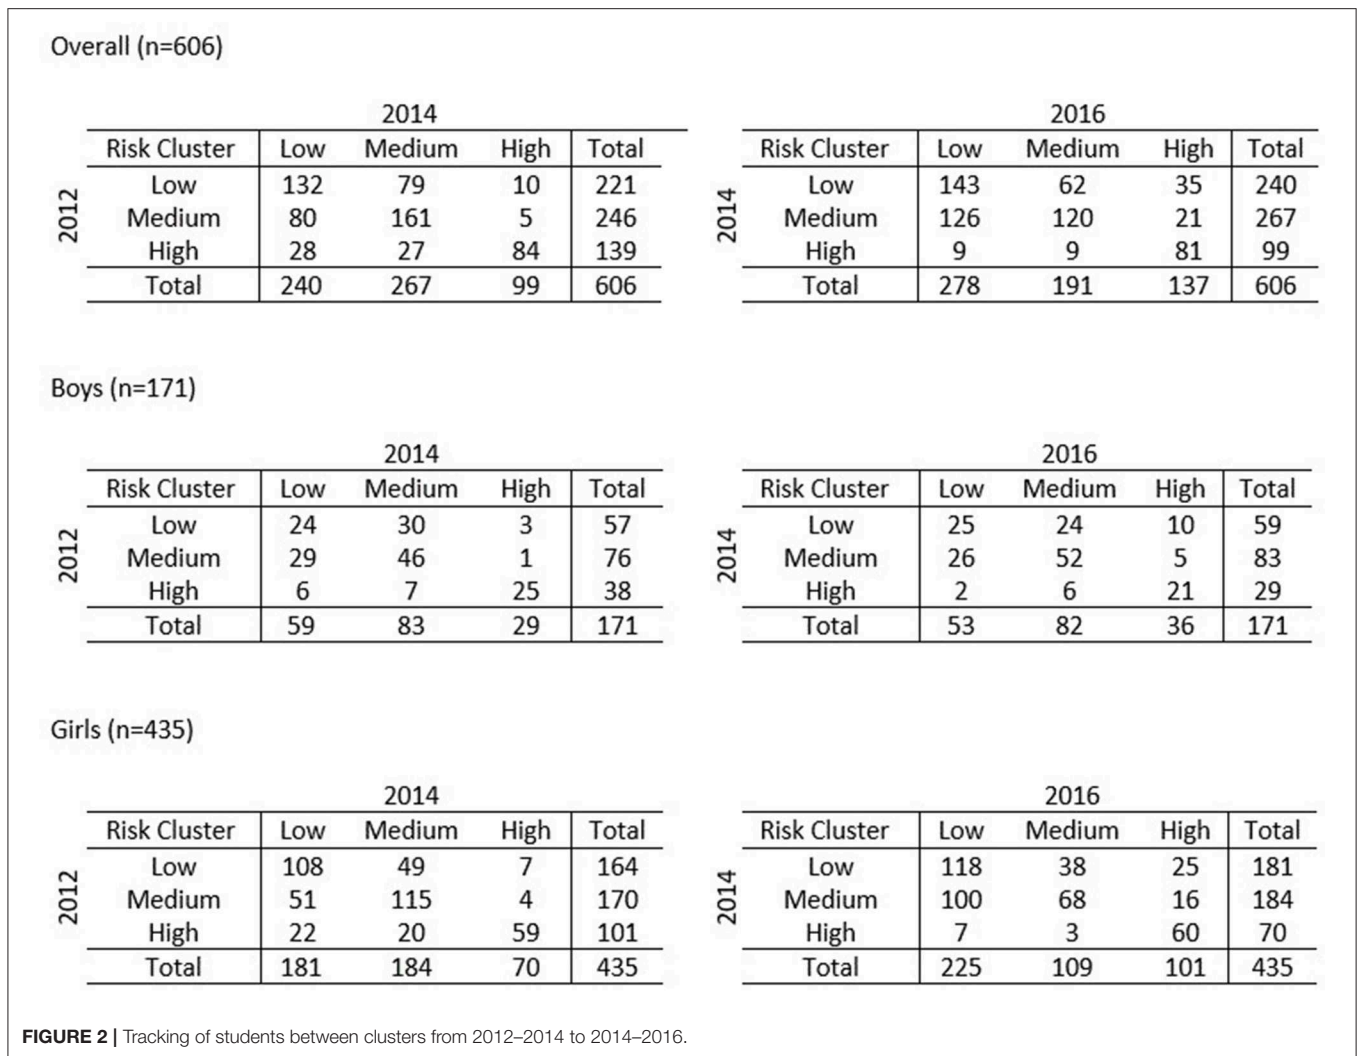 Overall (n=606)
2014
Risk Cluster Low Medium High Total
2012
Low 132 79 10 221
Medium 80 161 5 246
High 28 27 84 139
Total 240 267 99 606
2016
Risk Cluster Low Medium High Total
2014
Low 143 62 35 240
Medium 126 120 21 267
High 9 9 81 99
Total 278 191 137 606
Boys (n=171)
2014
Risk Cluster Low Medium High Total
2012
Low 24 30 3 57
Medium 29 46 1 76
High 6 7 25 38
Total 59 83 29 171
2016
Risk Cluster Low Medium High Total
2014
Low 25 24 10 59
Medium 26 52 5 83
High 2 6 21 29
Total 53 82 36 171
Girls (n=435)
2014
Risk Cluster Low Medium High Total
2012
Low 108 49 7 164
Medium 51 115 4 170
High 22 20 59 101
Total 181 184 70 435
2016
Risk Cluster Low Medium High Total
2014
Low 118 38 25 181
Medium 100 68 16 184
High 7 3 60 70
Total 225 109 101 435
FIGURE 2 | Tracking of students between clusters from 2012–2014 to 2014–2016.